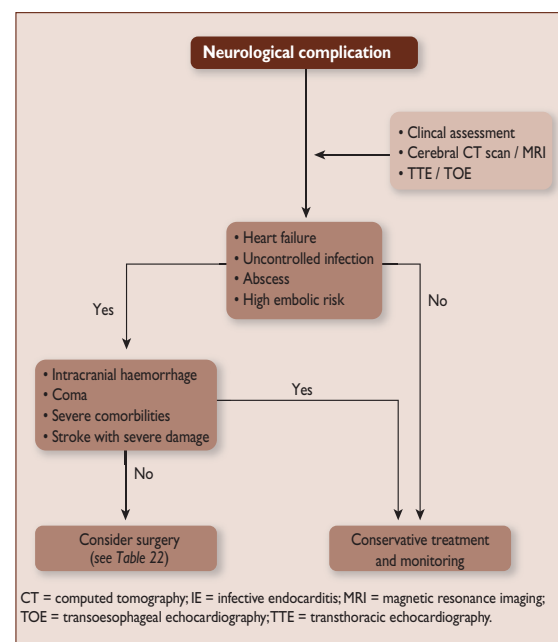 Neurological complication
• Clincal assessment
• Cerebral CT scan / MRI
• TTE / TOE
• Heart failure
• Uncontrolled infection
• Abscess
• High embolic risk
Yes
No
• Intracranial haemorrhage
• Coma
• Severe comorbilities
• Stroke with severe damage
Yes
No
Consider surgery
(see Table 22)
Conservative treatment
and monitoring
CT = computed tomography; IE = infective endocarditis; MRI = magnetic resonance imaging;
TOE = transoesophageal echocardiography; TTE = transthoracic echocardiography.